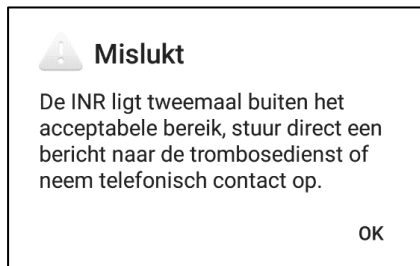 Mislukt
De INR ligt tweemaal buiten het
acceptabele bereik, stuur direct een
bericht naar de trombosedienst of
neem telefonisch contact op.
OK